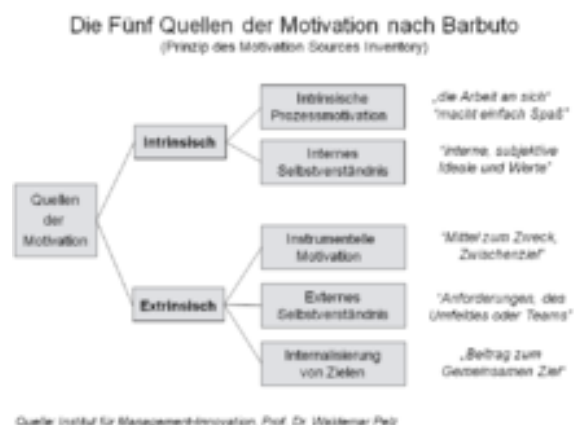 Die Fünf Quellen der Motivation nach Barbuto
(Prinzip des Motivation Sources Inventory)
Quellen
der
Motivation
Intrinsisch
Intrinsische
Prozessmotivation
„die Arbeit an sich"
"macht einfach Spaß"
Internes
Selbstverständnis
"Interne, subjektive
Ideale und Werte"
Extrinsisch
Instrumentelle
Motivation
"Mittel zum Zweck,
Zwischenziel"
Externes
Selbstverständnis
"Anforderungen, des
Umfeldes oder Teams"
Internalisierung
von Zielen
„Beitrag zum
Gemeinsamen Ziel"
Quelle: Institut für Management-Innovation, Prof. Dr. Waldemar Pelz